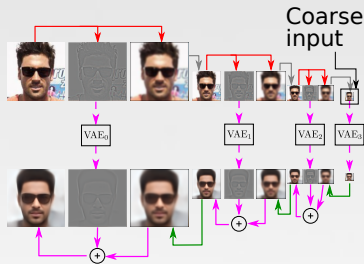 Coarse
input
VAE₀
VAE₁
VAE₂
VAE₃
+
+
+